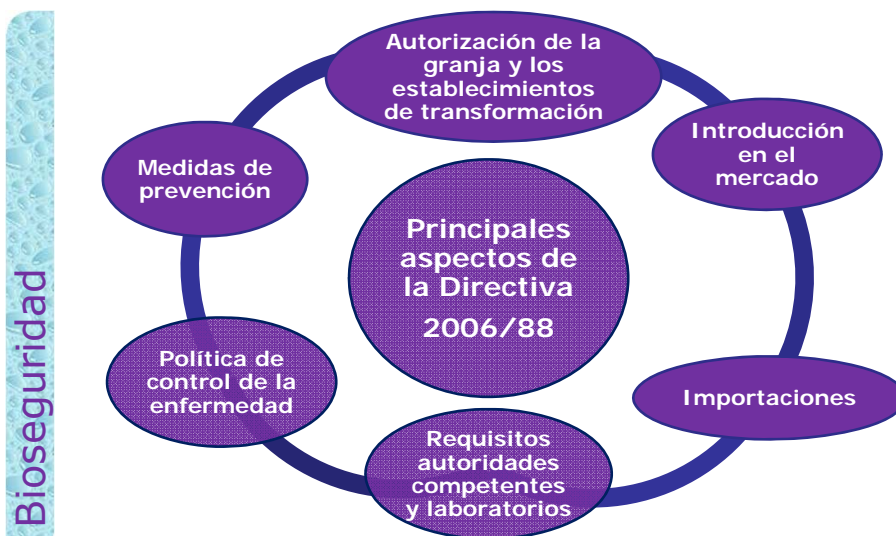 Bioseguridad
Autorización de la
granja y los
establecimientos
de transformación
Introducción
en el
mercado
Importaciones
Requisitos
autoridades
competentes
y laboratorios
Política de
control de la
enfermedad
Medidas de
prevención
Principales
aspectos de
la Directiva
2006/88